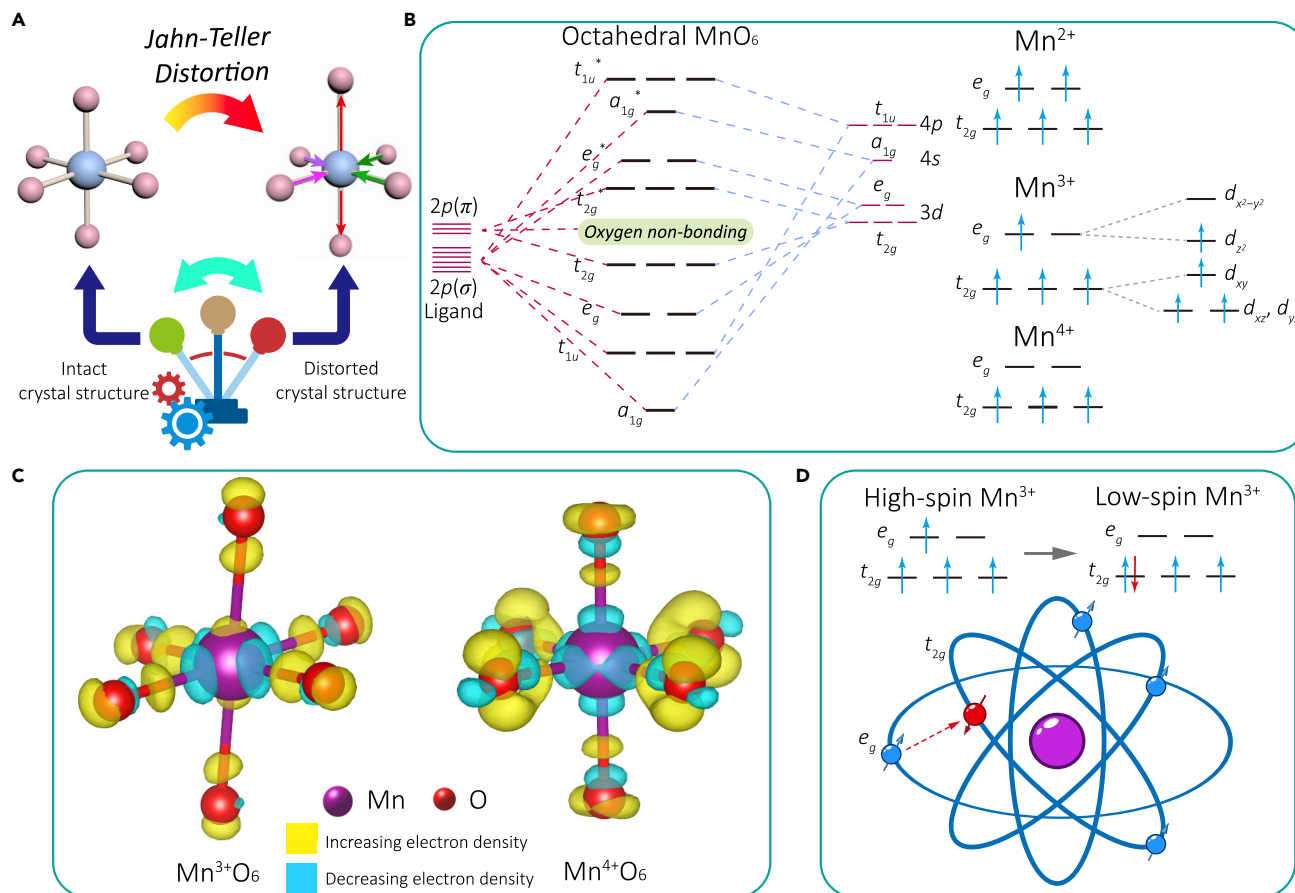 A
Jahn-Teller
Distortion
Intact
crystal structure
Distorted
crystal structure
B
Octahedral MnO₆
t₁ᵤ*
a₁g*
eg*
t₂g*
2p(π)
Oxygen non-bonding
t₂g
2p(σ)
Ligand
eg
t₁ᵤ
a₁g
t₁ᵤ 4p
a₁g 4s
eg
3d
t₂g
Mn²⁺
eg
t₂g
Mn³⁺
eg
t₂g
dx²−y²
dz²
dxy
dxz, dy
Mn⁴⁺
eg
t₂g
C
Mn O
Increasing electron density
Decreasing electron density
Mn³⁺O₆
Mn⁴⁺O₆
D
High-spin Mn³⁺
eg
t₂g
Low-spin Mn³⁺
eg
t₂g
t₂g
eg